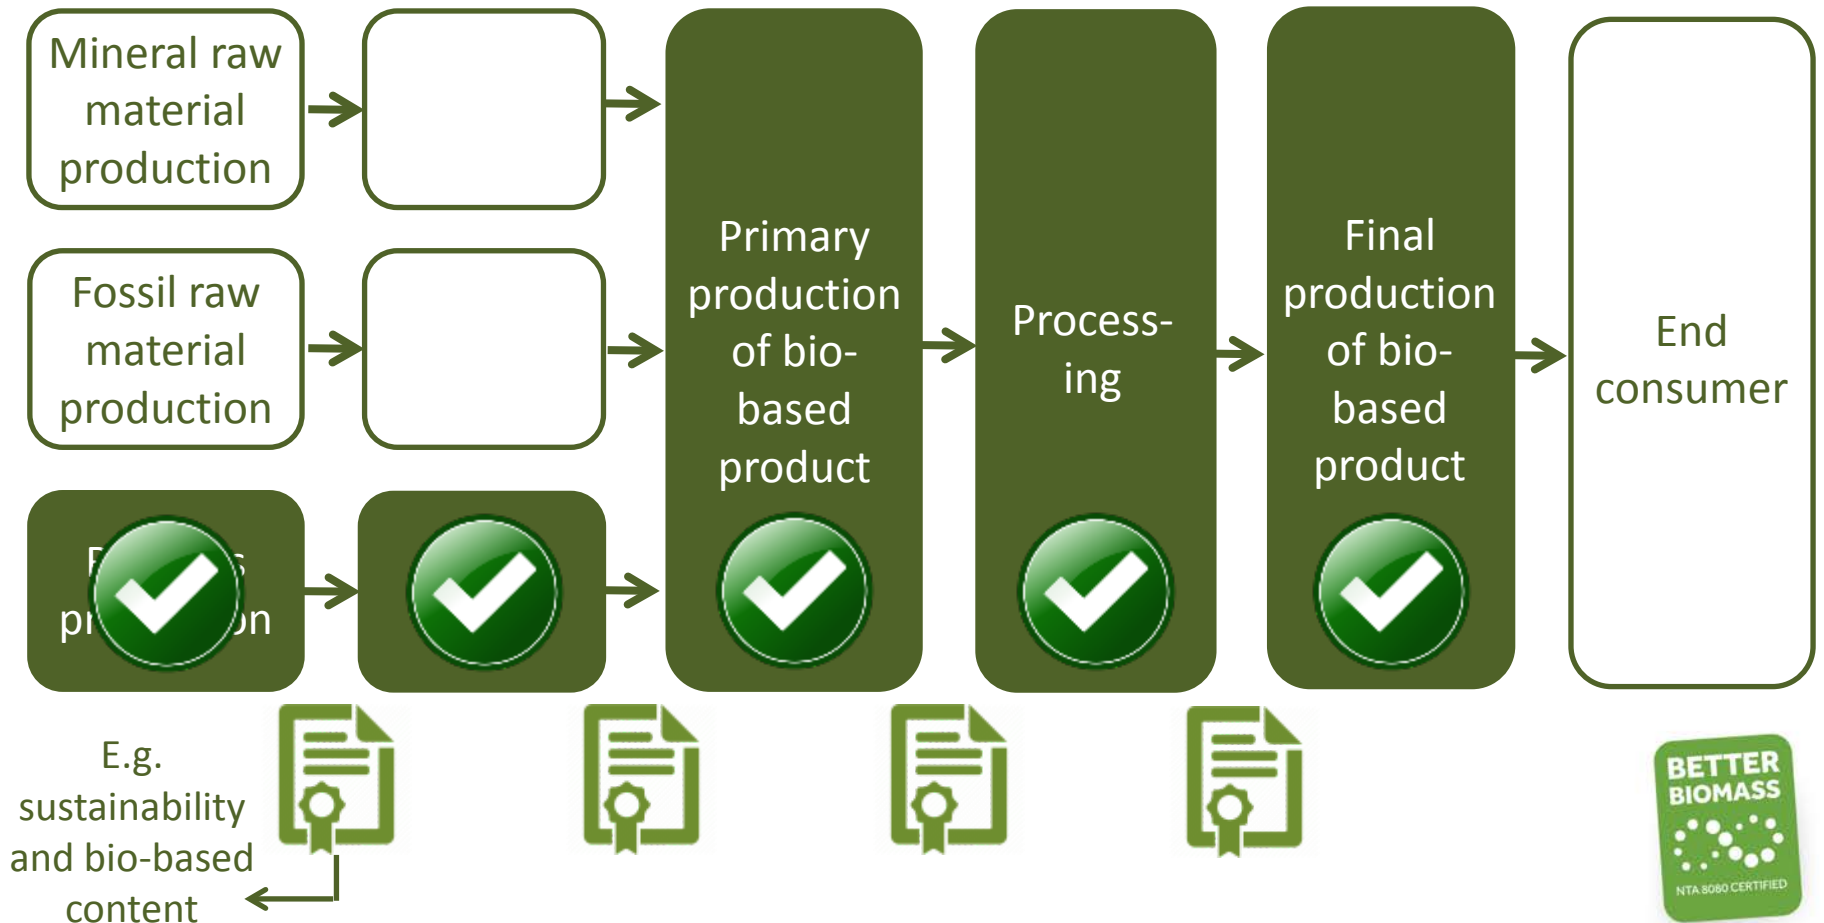 Mineral raw
material
production
Fossil raw
material
production
Primary
production
of bio-
based
product
Process-
ing
Final
production
of bio-
based
product
End
consumer
E.g.
sustainability
and bio-based
content
BETTER
BIOMASS
NTA 8080 CERTIFIED